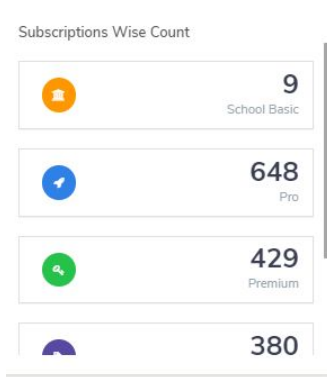 Subscriptions Wise Count
9
School Basic
648
Pro
429
Premium
380